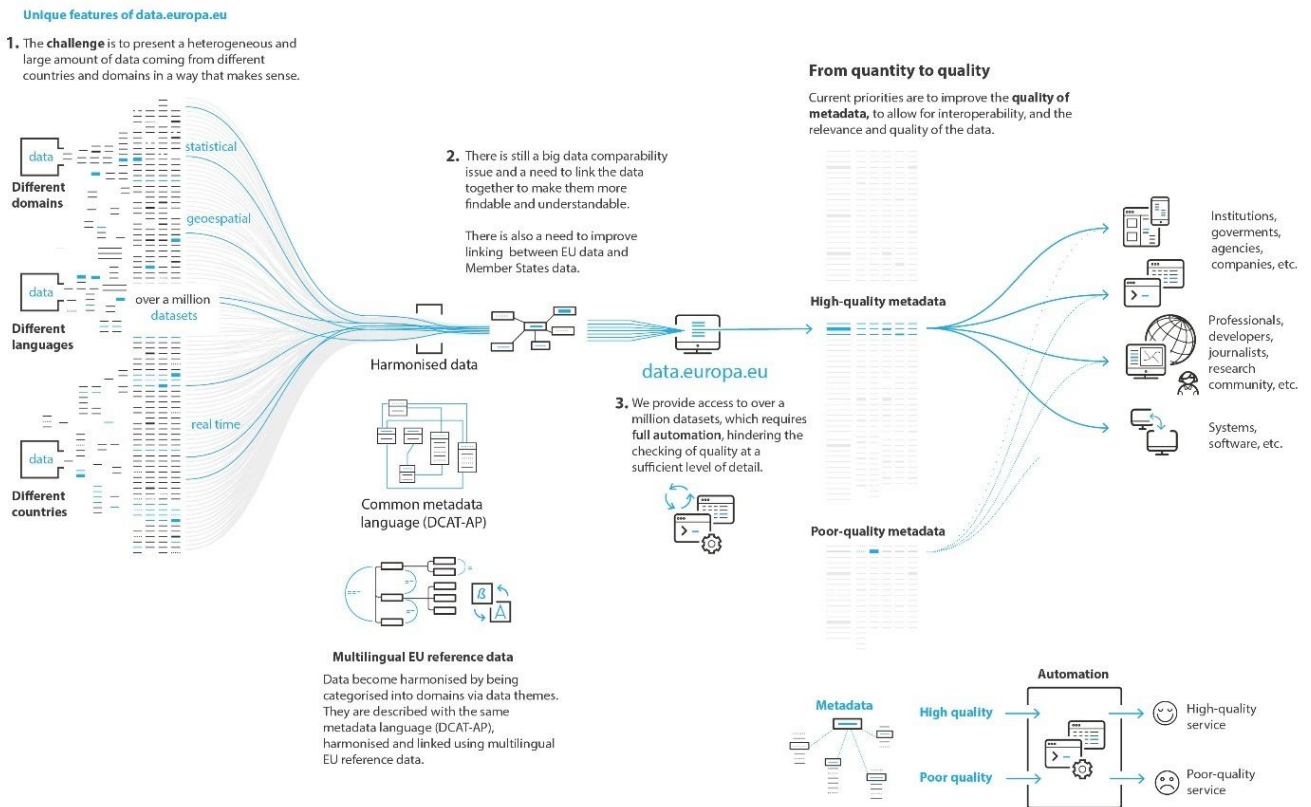 Unique features of data.europa.eu
1. The challenge is to present a heterogeneous and
large amount of data coming from different
countries and domains in a way that makes sense.
data
Different
domains
data
Different
languages
data
Different
countries
statistical
geoespatial
over a million
datasets
real time
Harmonised data
Common metadata
language (DCAT-AP)
ß
A
Multilingual EU reference data
Data become harmonised by being
categorised into domains via data themes.
They are described with the same
metadata language (DCAT-AP),
harmonised and linked using multilingual
EU reference data.
2. There is still a big data comparability
issue and a need to link the data
together to make them more
findable and understandable.
There is also a need to improve
linking between EU data and
Member States data.
data.europa.eu
3. We provide access to over a
million datasets, which requires
full automation, hindering the
checking of quality at a
sufficient level of detail.
From quantity to quality
Current priorities are to improve the quality of
metadata, to allow for interoperability, and the
relevance and quality of the data.
High-quality metadata
Poor-quality metadata
Institutions,
goverments,
agencies,
companies, etc.
Professionals,
developers,
journalists,
research
community, etc.
Systems,
software, etc.
Automation
Metadata
High quality
High-quality
service
Poor quality
Poor-quality
service